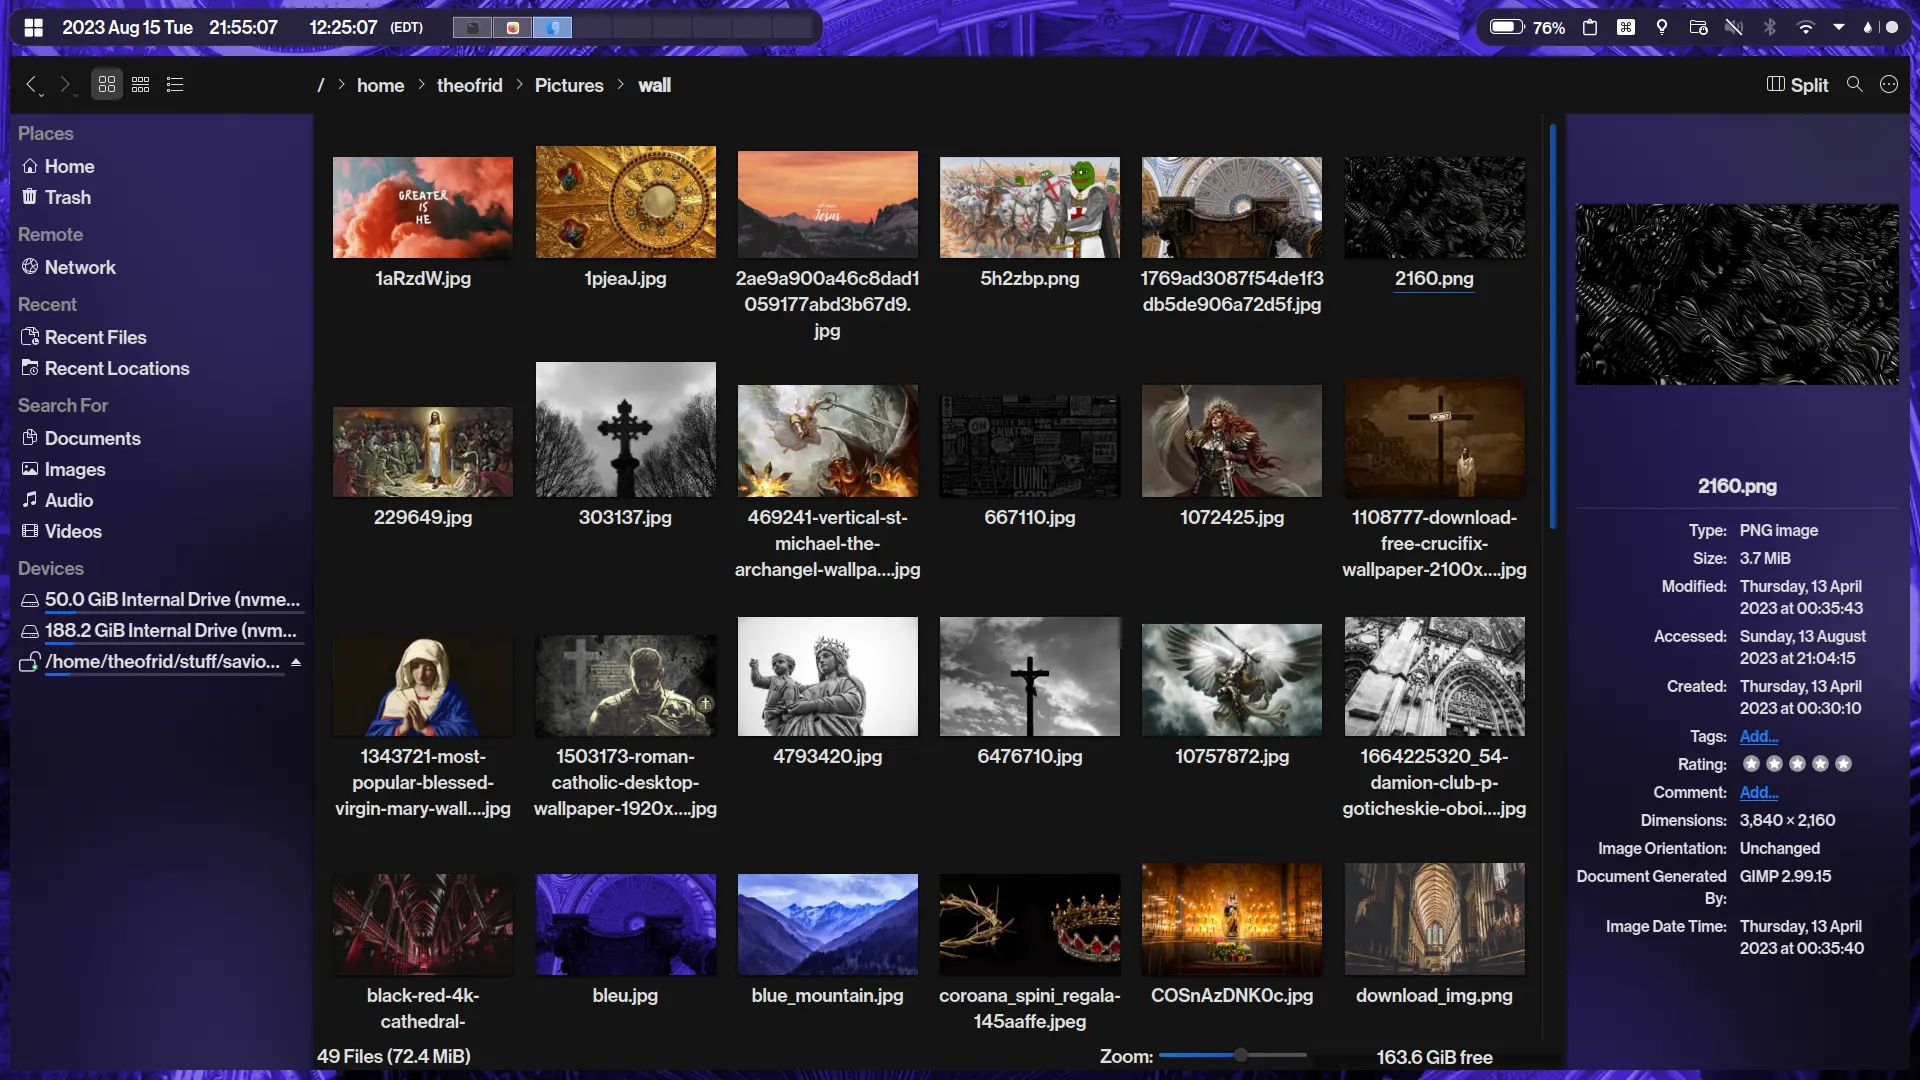 2023 Aug 15 Tue 21:55:07 12:25:07 (EDT)
76%
/ > home > theofrid > Pictures > wall
Split
Places
Home
Trash
Remote
Network
Recent
Recent Files
Recent Locations
Search For
Documents
Images
Audio
Videos
Devices
50.0 GiB Internal Drive (nvme...
188.2 GiB Internal Drive (nvm...
/home/theofrid/stuff/savio...
GREATER
IS
HE
Jesus
1aRzdW.jpg
1pjeaJ.jpg
2ae9a900a46c8dad1
059177abd3b67d9.
jpg
5h2zbp.png
1769ad3087f54de1f3
db5de906a72d5f.jpg
2160.png
SALVATION
LIVING
GOD
229649.jpg
303137.jpg
469241-vertical-st-
michael-the-
archangel-wallpa....jpg
667110.jpg
1072425.jpg
1108777-download-
free-crucifix-
wallpaper-2100x....jpg
1343721-most-
popular-blessed-
virgin-mary-wall....jpg
1503173-roman-
catholic-desktop-
wallpaper-1920x....jpg
4793420.jpg
6476710.jpg
10757872.jpg
1664225320_54-
damion-club-p-
goticheskie-oboi....jpg
black-red-4k-
cathedral-
bleu.jpg
blue_mountain.jpg
coroana_spini_regala-
145aaffe.jpeg
COSnAzDNK0c.jpg
download_img.png
49 Files (72.4 MiB)
Zoom:
163.6 GiB free
2160.png
Type: PNG image
Size: 3.7 MiB
Modified: Thursday, 13 April
2023 at 00:35:43
Accessed: Sunday, 13 August
2023 at 21:04:15
Created: Thursday, 13 April
2023 at 00:30:10
Tags: Add...
Rating:
Comment: Add...
Dimensions: 3,840 × 2,160
Image Orientation: Unchanged
Document Generated GIMP 2.99.15
By:
Image Date Time: Thursday, 13 April
2023 at 00:35:40